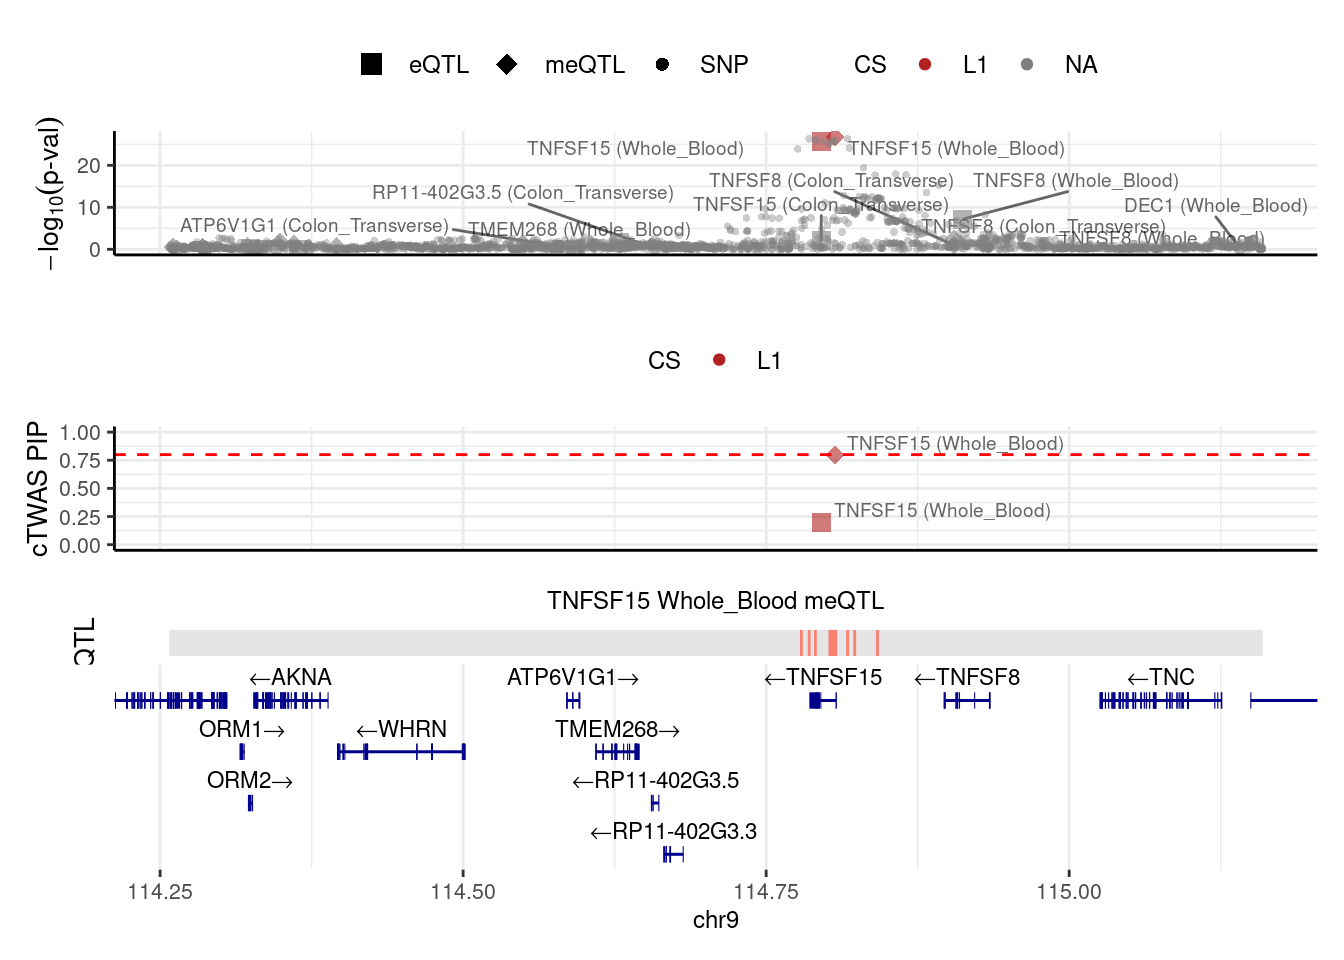 eQTL meQTL SNP CS L1 NA
−log10(p-val)
20
10
0
TNFSF15 (Whole_Blood)
TNFSF15 (Whole_Blood)
TNFSF8 (Colon_Transverse)
TNFSF8 (Whole_Blood)
RP11-402G3.5 (Colon_Transverse)
TNFSF15 (Colon_Transverse)
DEC1 (Whole_Blood)
ATP6V1G1 (Colon_Transverse)
TMEM268 (Whole_Blood)
TNFSF8 (Colon_Transverse)
TNFSF8 (Whole_Blood)
CS L1
cTWAS PIP
1.00
0.75
0.50
0.25
0.00
TNFSF15 (Whole_Blood)
TNFSF15 (Whole_Blood)
TNFSF15 Whole_Blood meQTL
QTL
←AKNA ATP6V1G1→ ←TNFSF15 ←TNFSF8 ←TNC
ORM1→ ←WHRN TMEM268→
ORM2→ ←RP11-402G3.5
←RP11-402G3.3
114.25 114.50 114.75 115.00
chr9